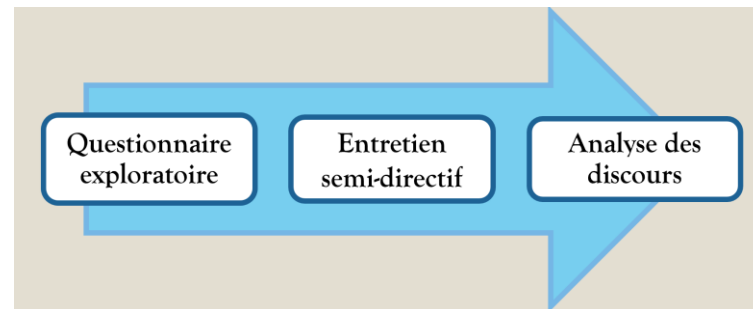 Questionnaire
exploratoire
Entretien
semi-directif
Analyse des
discours